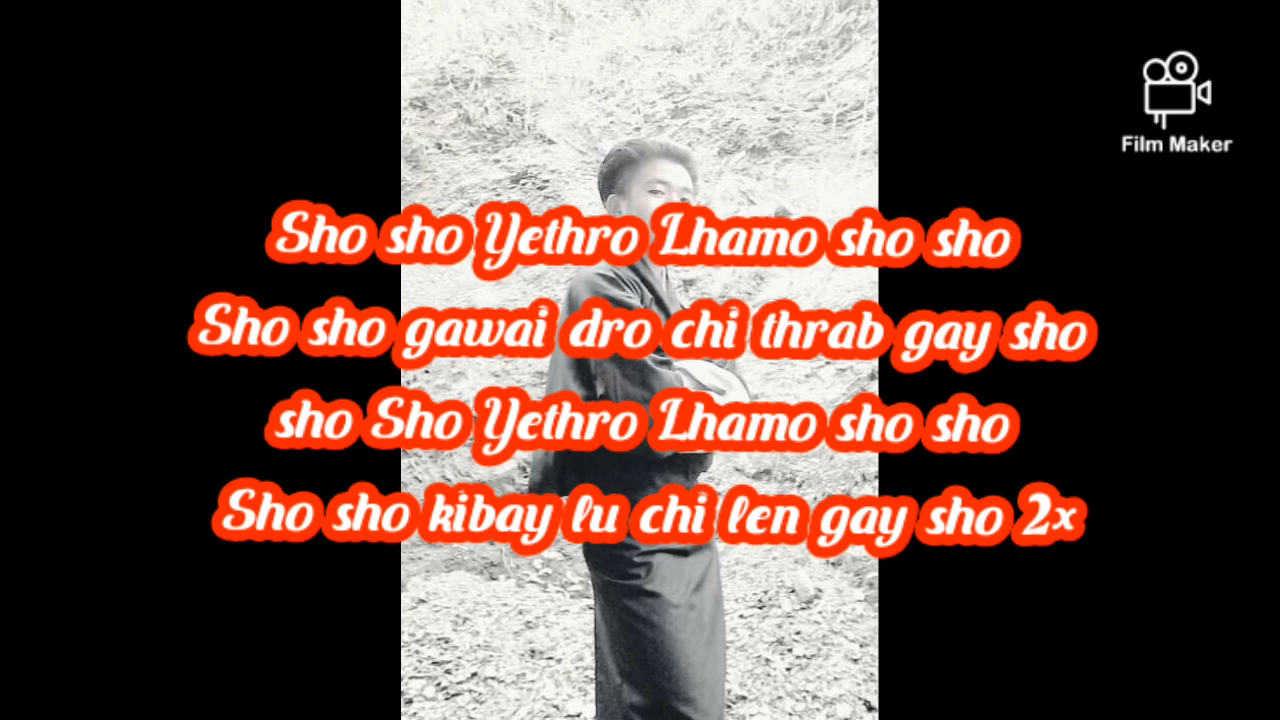 Film Maker
Sho sho Yethro Lhamo sho sho
Sho sho gawai dro chi thrab gay sho
sho Sho Yethro Lhamo sho sho
Sho sho kibay lu chi len gay sho 2x